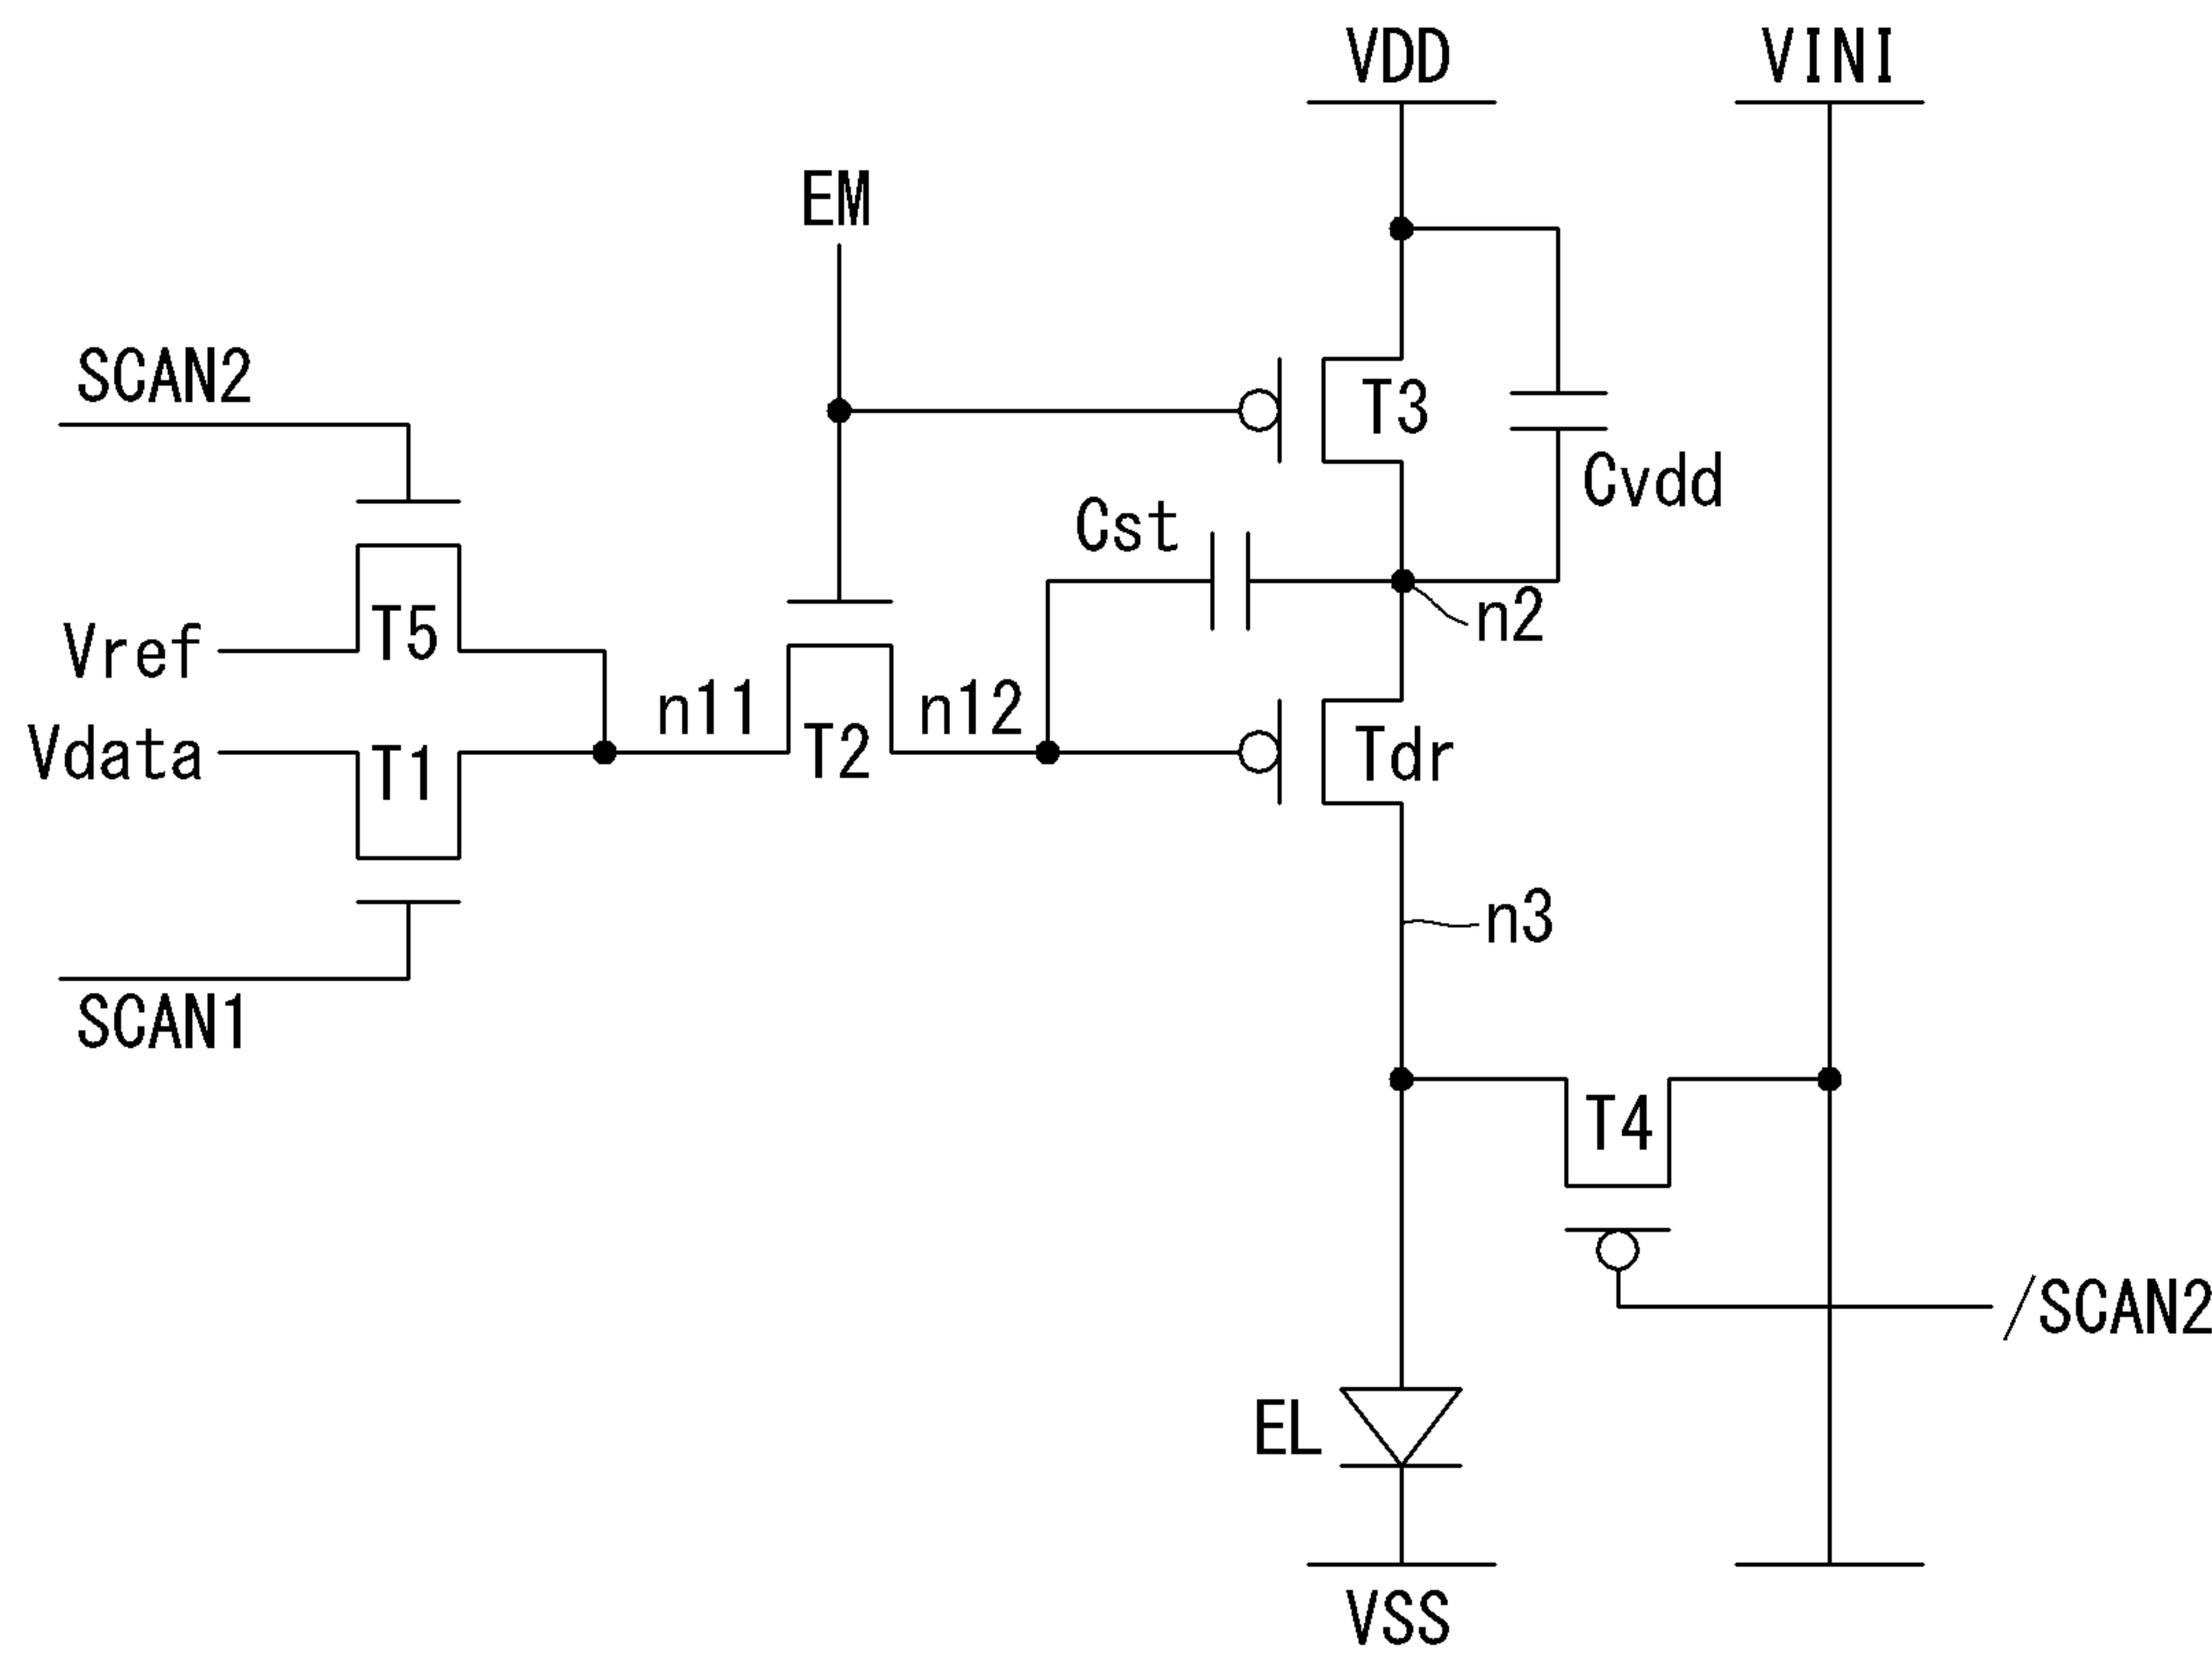 VDD
VINI
EM
SCAN2
T3
Cvdd
Cst
n2
T5
Vref
n11
n12
Vdata
T1
T2
Tdr
n3
SCAN1
T4
/SCAN2
EL
VSS